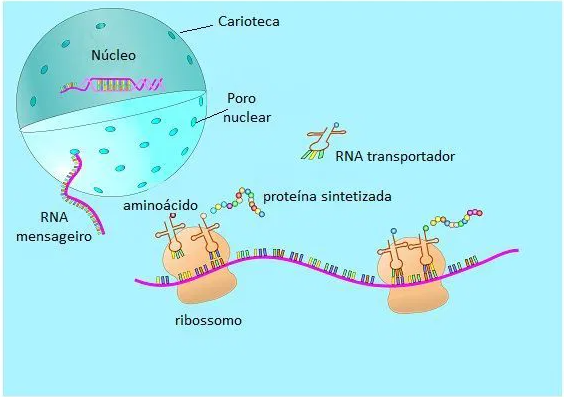 Carioteca
Núcleo
Poro
nuclear
RNA transportador
aminoácido
proteína sintetizada
RNA
mensageiro
ribossomo